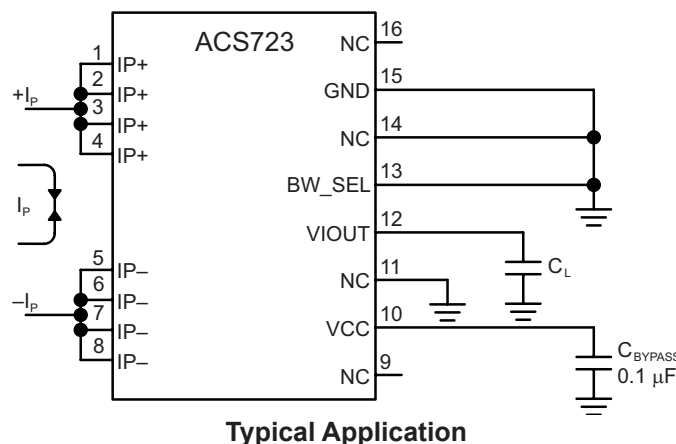 ACS723
1
2
3
4
IP+
IP+
IP+
IP+
+IP
IP
5
6
7
8
IP–
IP–
IP–
IP–
–IP
NC 16
GND 15
NC 14
BW_SEL 13
VIOUT 12
NC 11
VCC 10
NC 9
CL
CBYPASS
0.1 µF
Typical Application